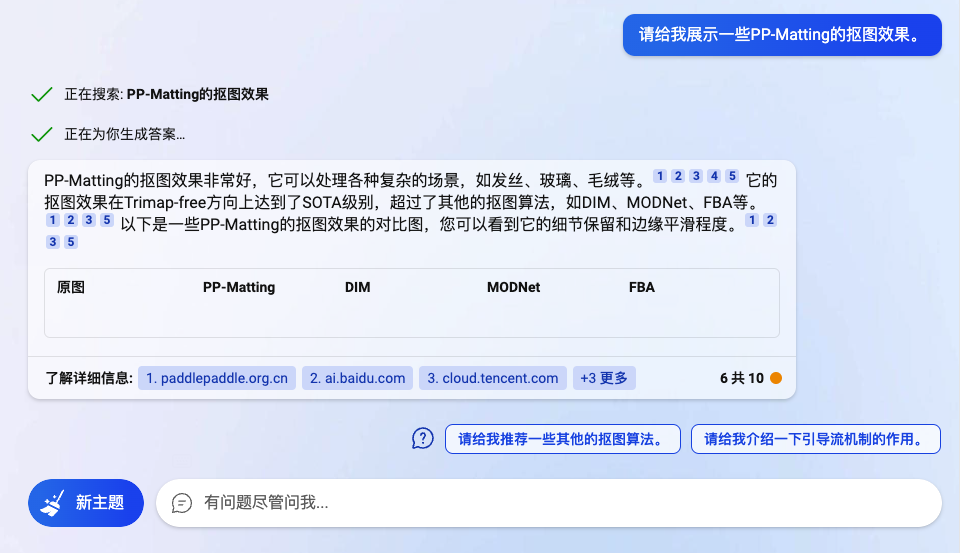 请给我展示一些PP-Matting的抠图效果。
正在搜索: PP-Matting的抠图效果
正在为你生成答案...
PP-Matting的抠图效果非常好，它可以处理各种复杂的场景，如发丝、玻璃、毛绒等。 1 2 3 4 5 它的
抠图效果在Trimap-free方向上达到了SOTA级别，超过了其他的抠图算法，如DIM、MODNet、FBA等。
1 2 3 5 以下是一些PP-Matting的抠图效果的对比图，您可以看到它的细节保留和边缘平滑程度。 1 2
3 5
原图 PP-Matting DIM MODNet FBA
了解详细信息: 1. paddlepaddle.org.cn 2. ai.baidu.com 3. cloud.tencent.com +3 更多 6 共 10
请给我推荐一些其他的抠图算法。 请给我介绍一下引导流机制的作用。
新主题 有问题尽管问我...